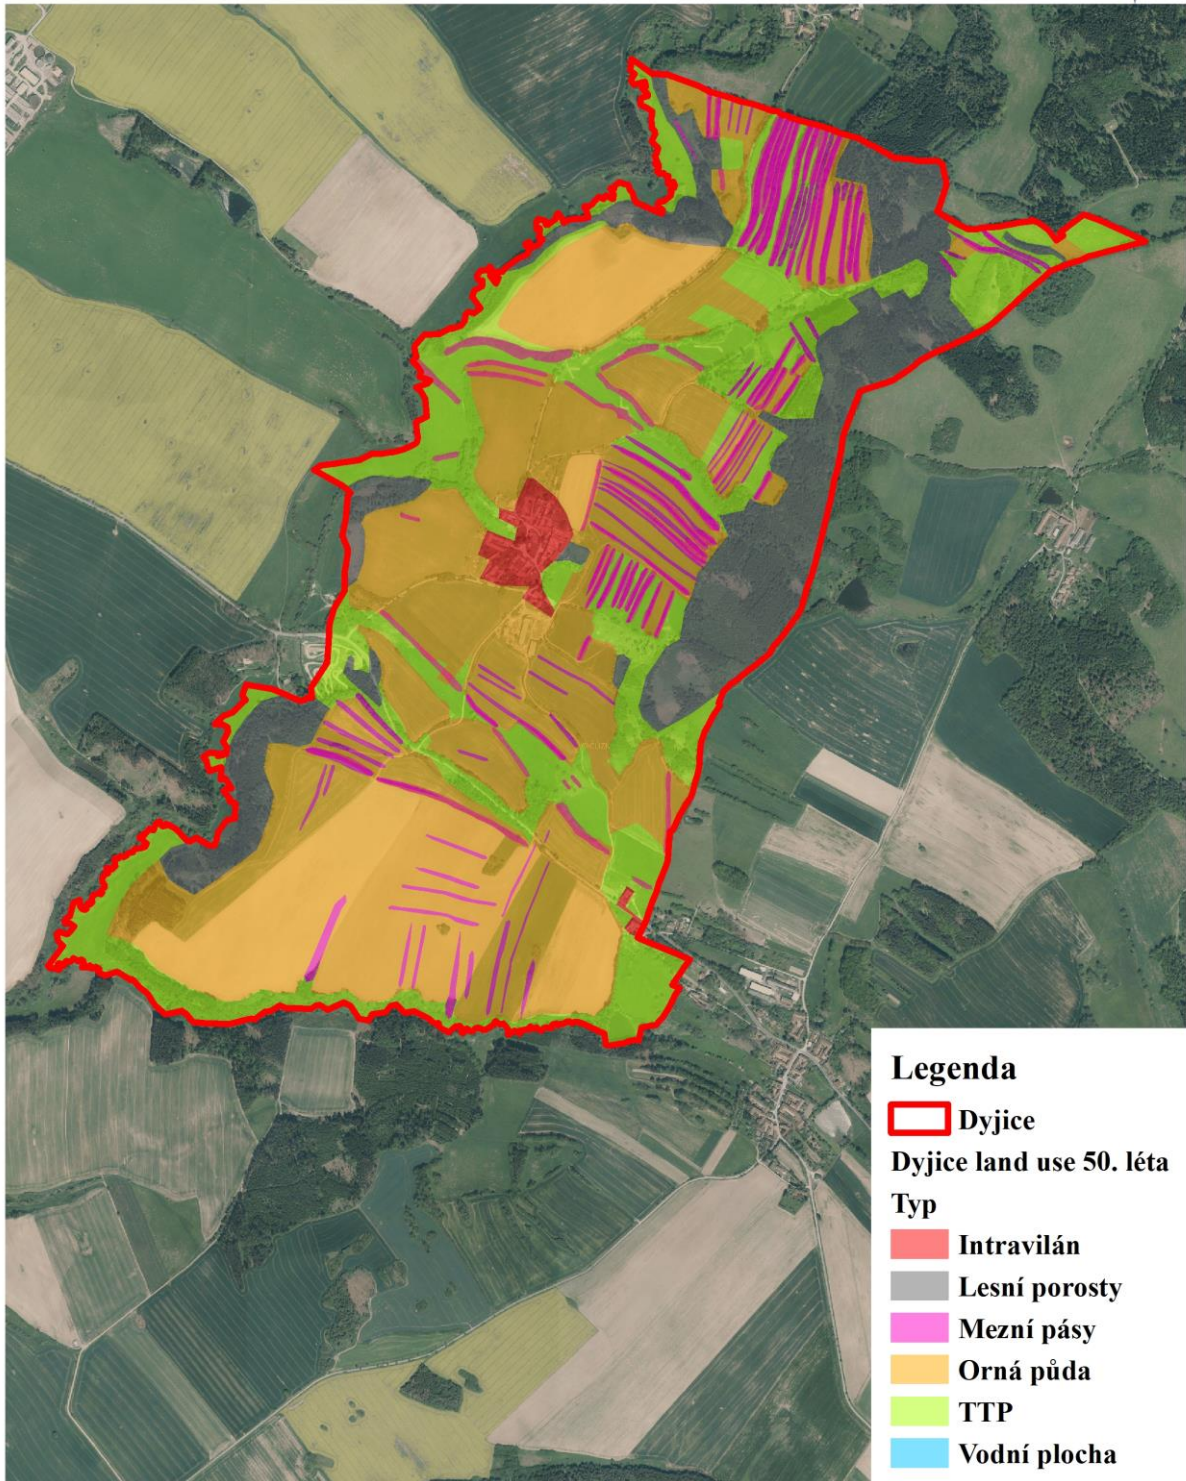 Legenda
Dyjice
Dyjice land use 50. léta
Typ
Intravilán
Lesní porosty
Mezní pásy
Orná půda
TTP
Vodní plocha